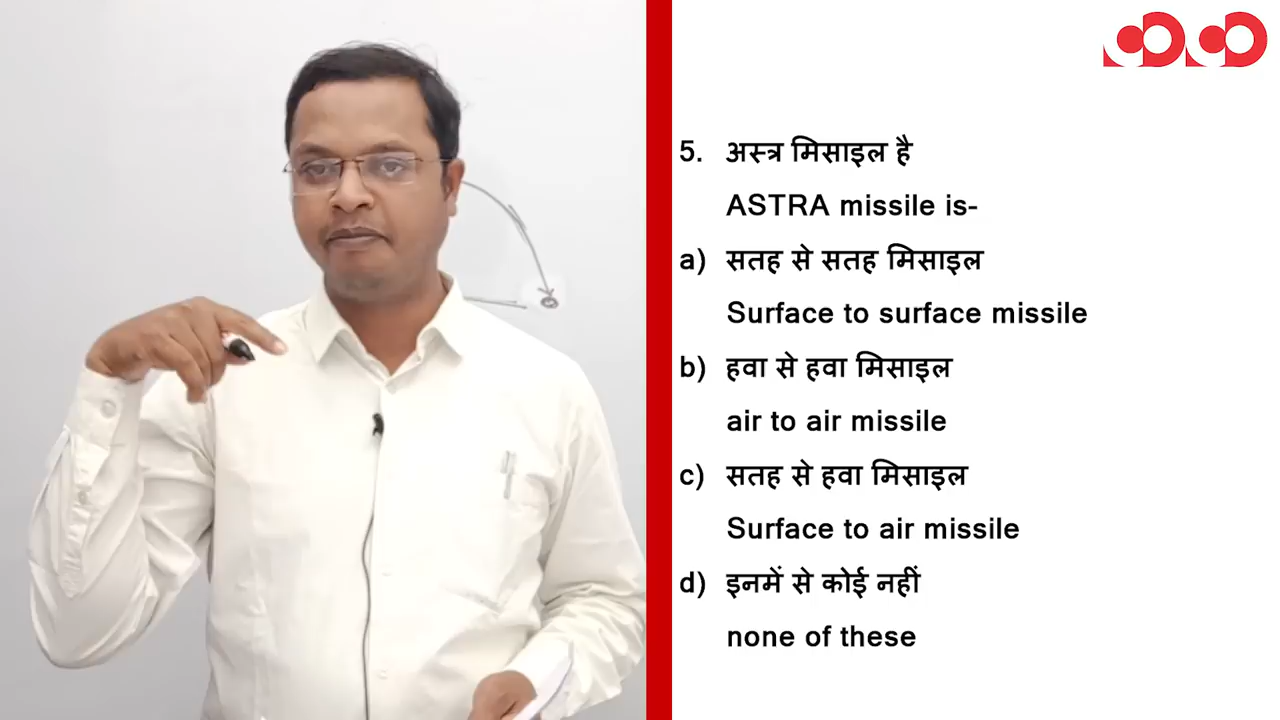 5. अस्त्र मिसाइल है
ASTRA missile is-
a) सतह से सतह मिसाइल
Surface to surface missile
b) हवा से हवा मिसाइल
air to air missile
c) सतह से हवा मिसाइल
Surface to air missile
d) इनमें से कोई नहीं
none of these